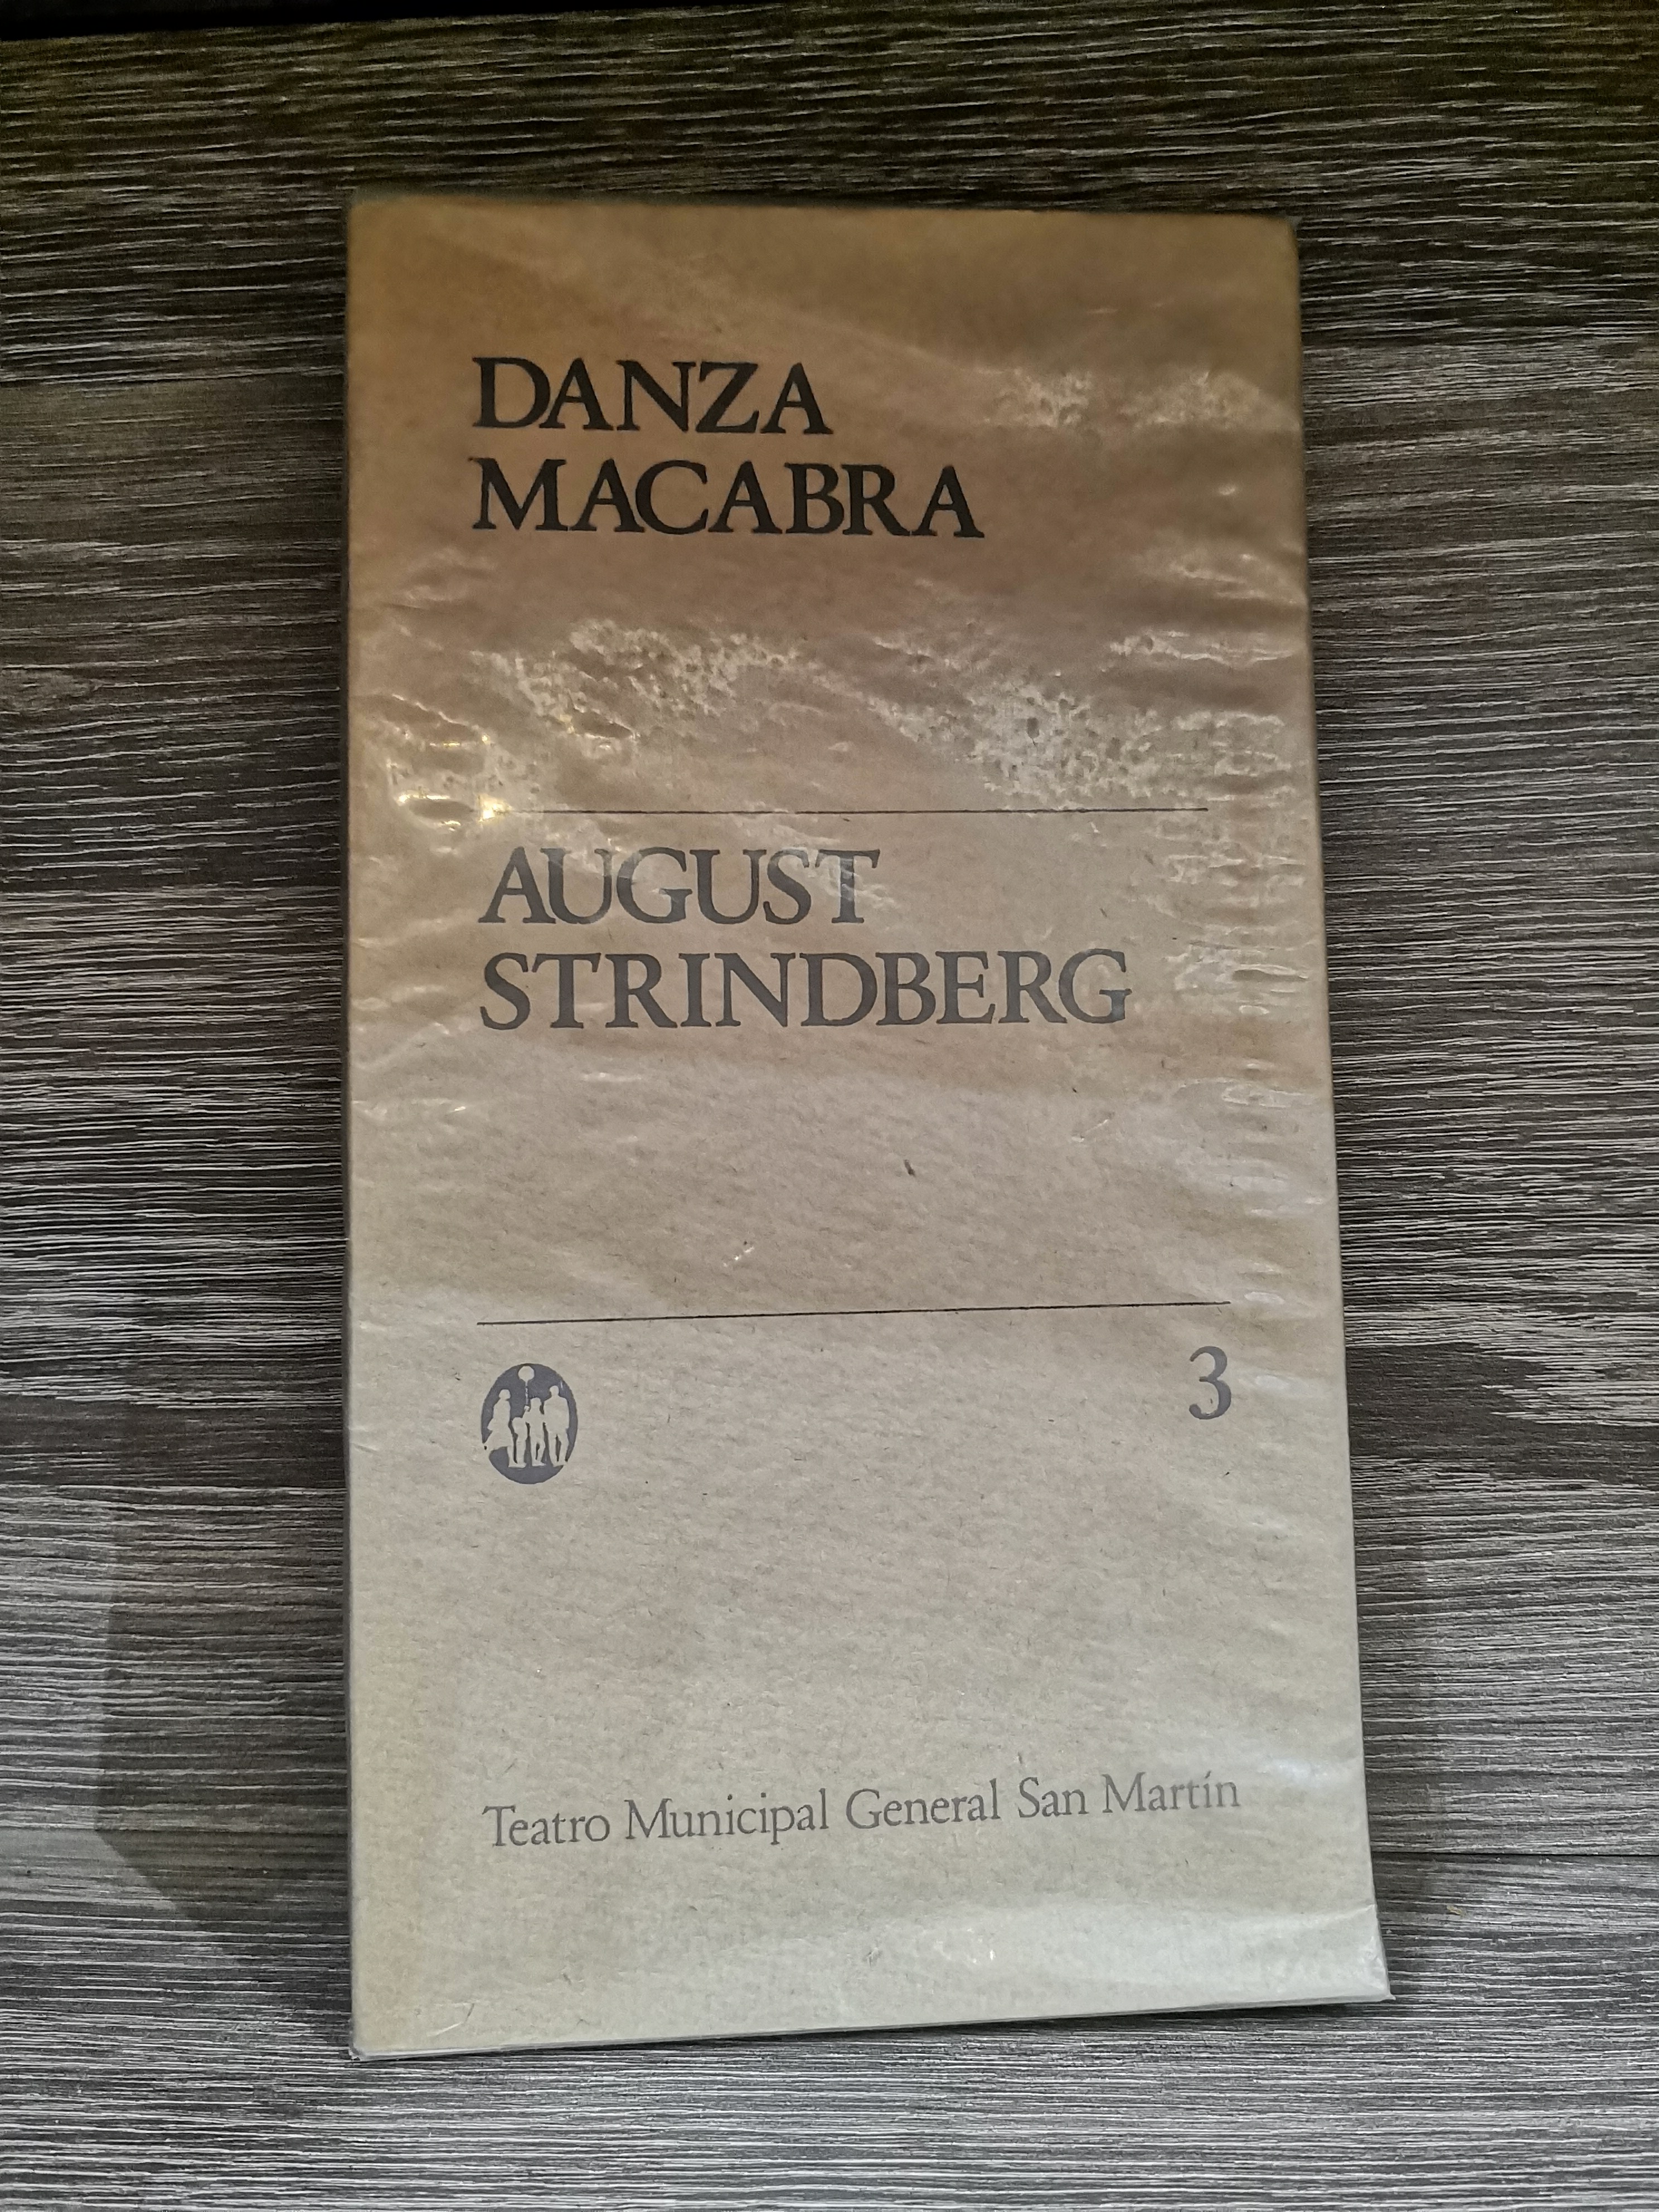 DANZA
MACABRA
AUGUST
STRINDBERG
3
Teatro Municipal General San Martín